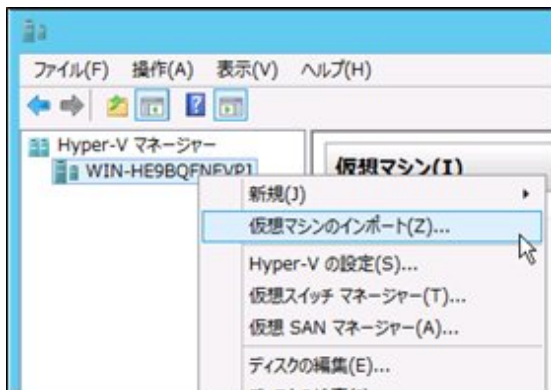 ファイル(F) 操作(A) 表示(V) ヘルプ(H)
Hyper-V マネージャー
WIN-HE9BQFNFVP1
仮想マシン(I)
新規(J)
仮想マシンのインポート(Z)...
Hyper-V の設定(S)...
仮想スイッチ マネージャー(T)...
仮想 SAN マネージャー(A)...
ディスクの編集(E)...